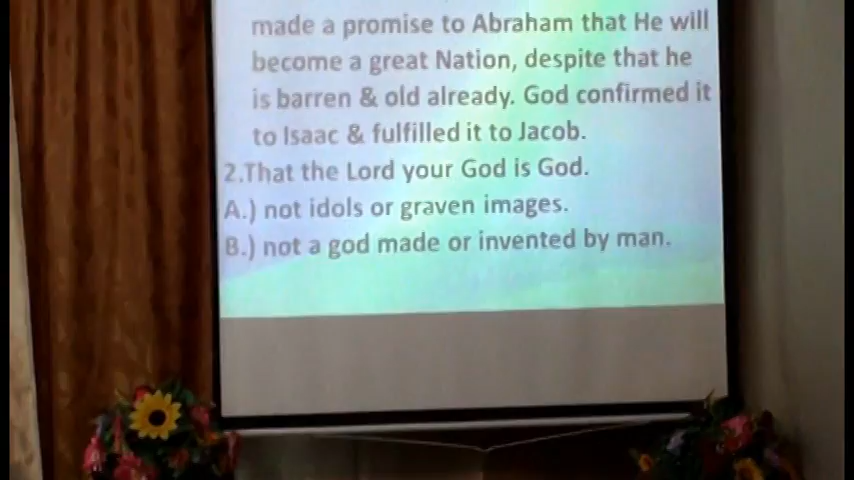 made a promise to Abraham that He will
become a great Nation, despite that he
is barren & old already. God confirmed it
to Isaac & fulfilled it to Jacob.
2.That the Lord your God is God.
A.) not idols or graven images.
B.) not a god made or invented by man.